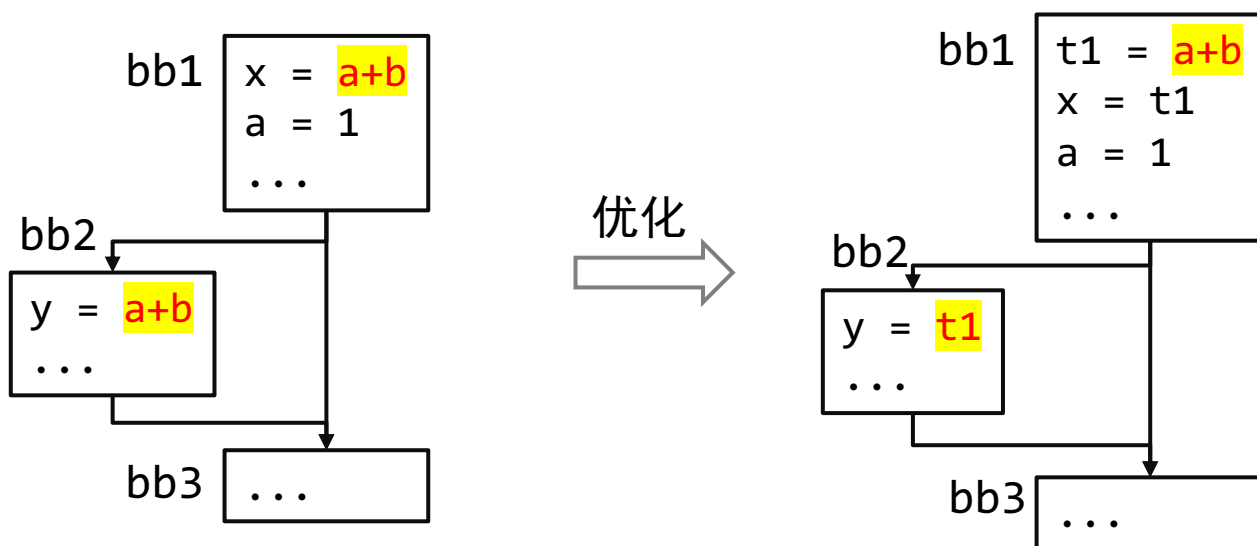 bb1
x = a+b
a = 1
...
bb2
y = a+b
...
bb3
...
优化
bb1
t1 = a+b
x = t1
a = 1
...
bb2
y = t1
...
bb3
...